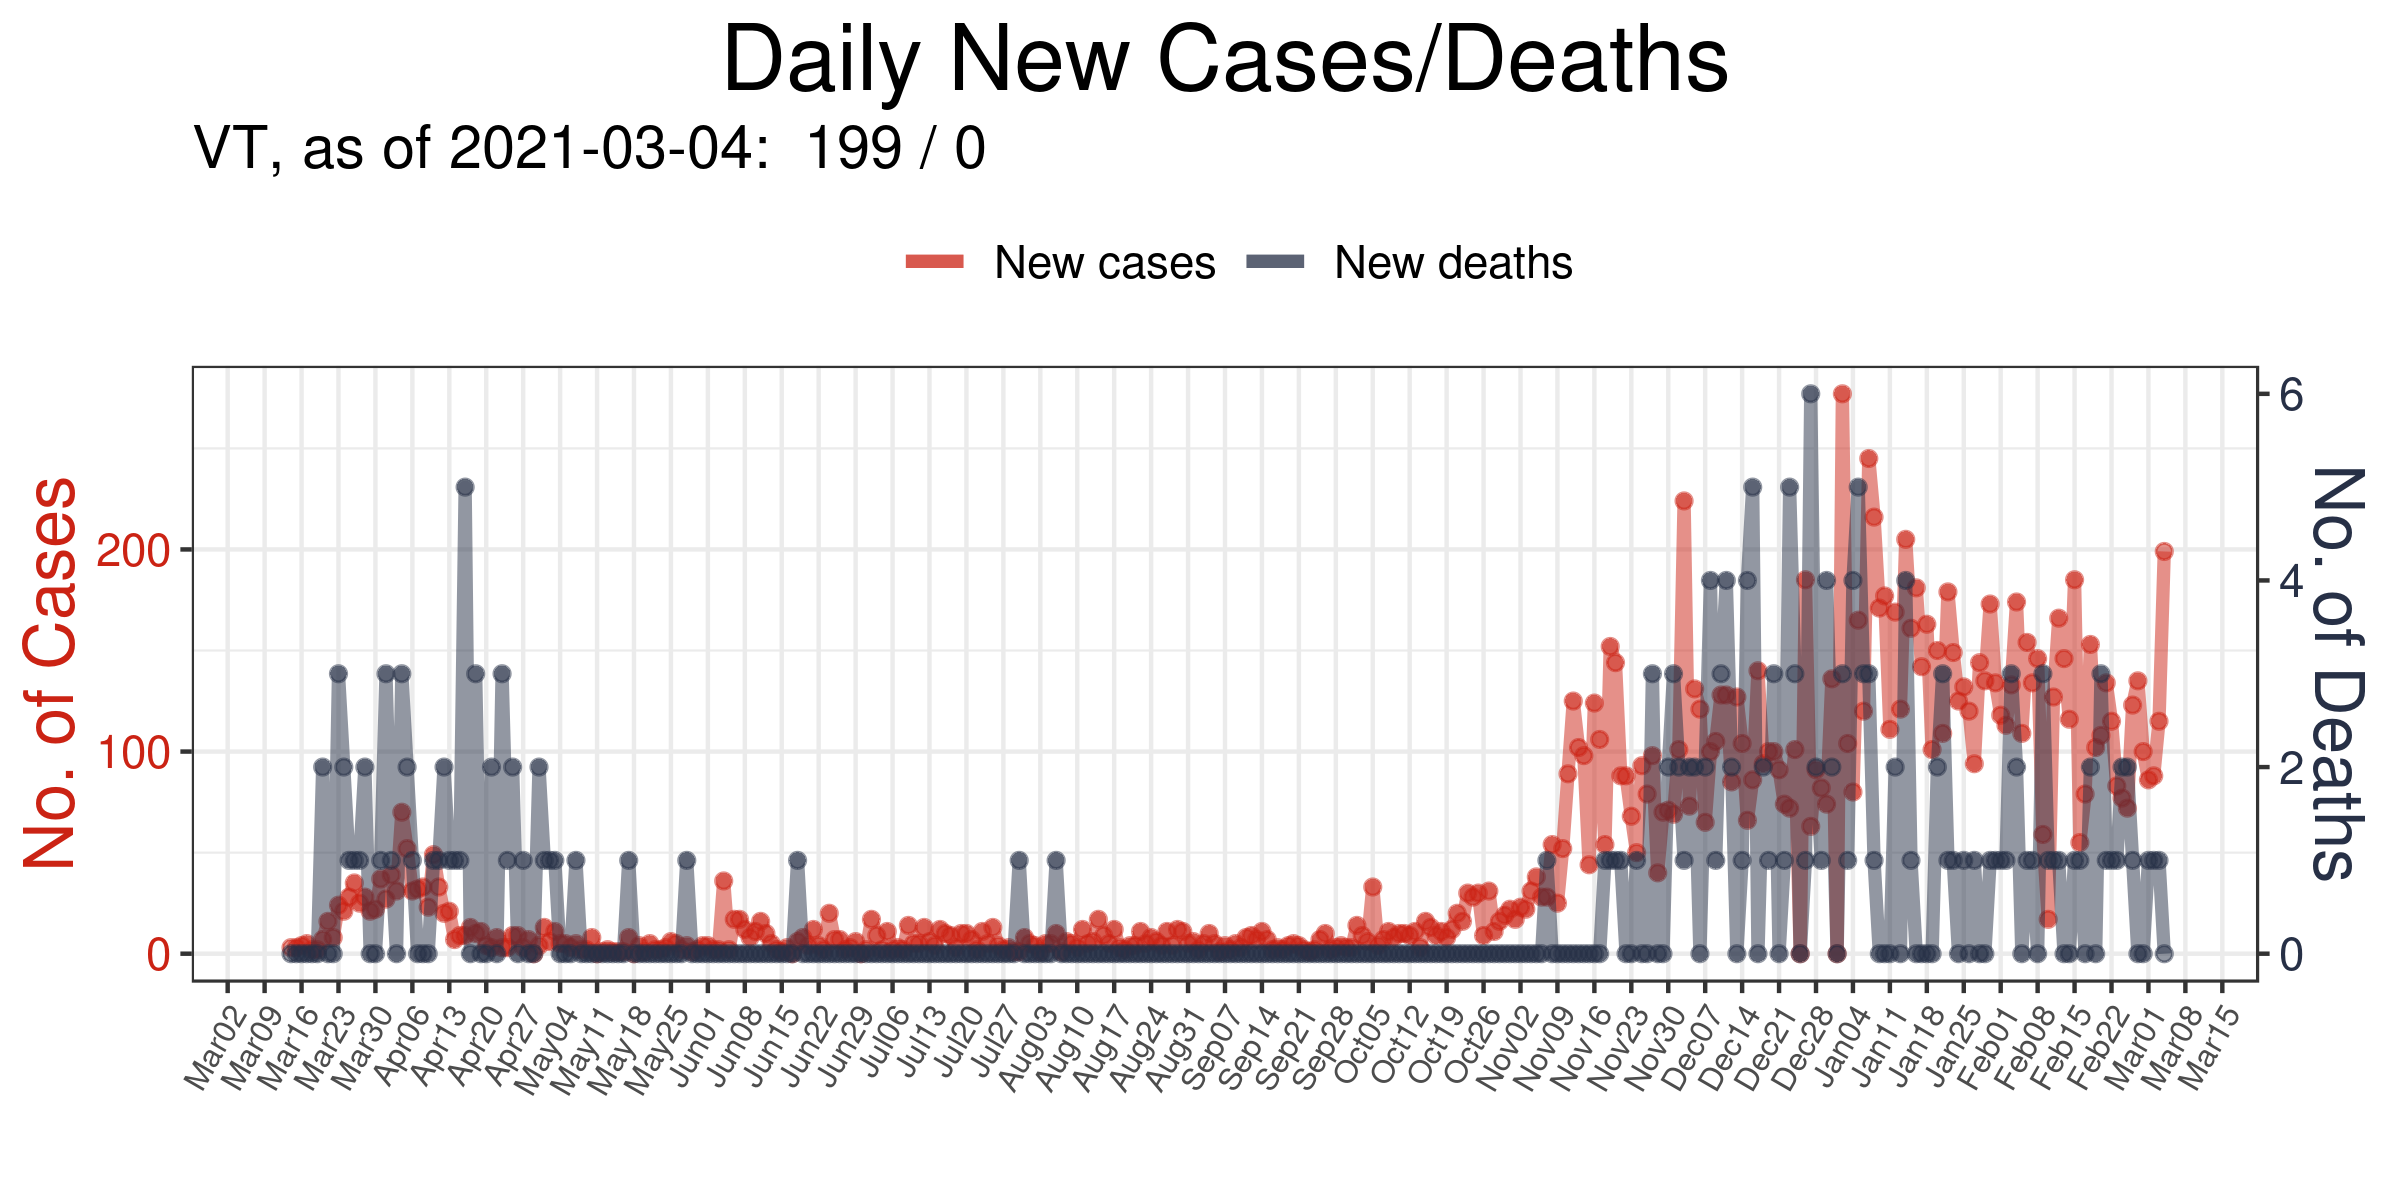 Daily New Cases/Deaths
VT, as of 2021-03-04:  199 / 0
New cases
New deaths
No. of Cases
200
100
0
6
4
2
0
No. of Deaths
Mar02
Mar09
Mar16
Mar23
Mar30
Apr06
Apr13
Apr20
Apr27
May04
May11
May18
May25
Jun01
Jun08
Jun15
Jun22
Jun29
Jul06
Jul13
Jul20
Jul27
Aug03
Aug10
Aug17
Aug24
Aug31
Sep07
Sep14
Sep21
Sep28
Oct05
Oct12
Oct19
Oct26
Nov02
Nov09
Nov16
Nov23
Nov30
Dec07
Dec14
Dec21
Dec28
Jan04
Jan11
Jan18
Jan25
Feb01
Feb08
Feb15
Feb22
Mar01
Mar08
Mar15